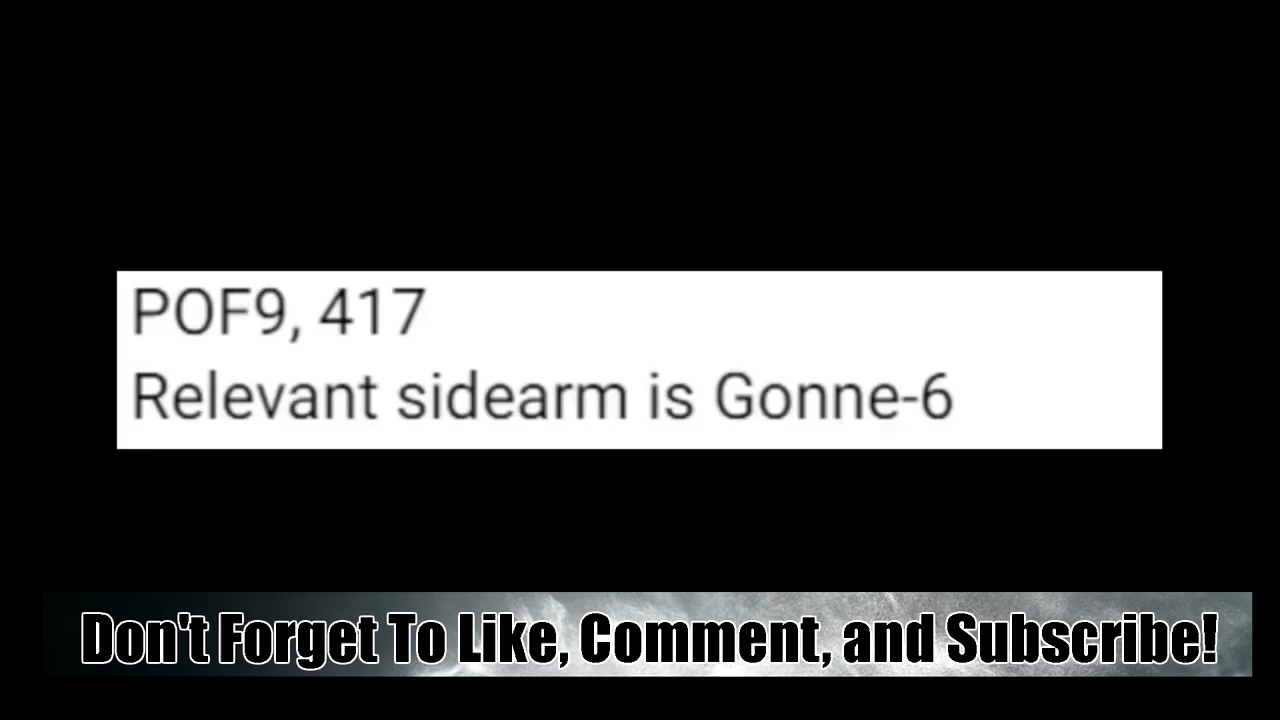 POF9, 417
Relevant sidearm is Gonne-6
Don't Forget To Like, Comment, and Subscribe!